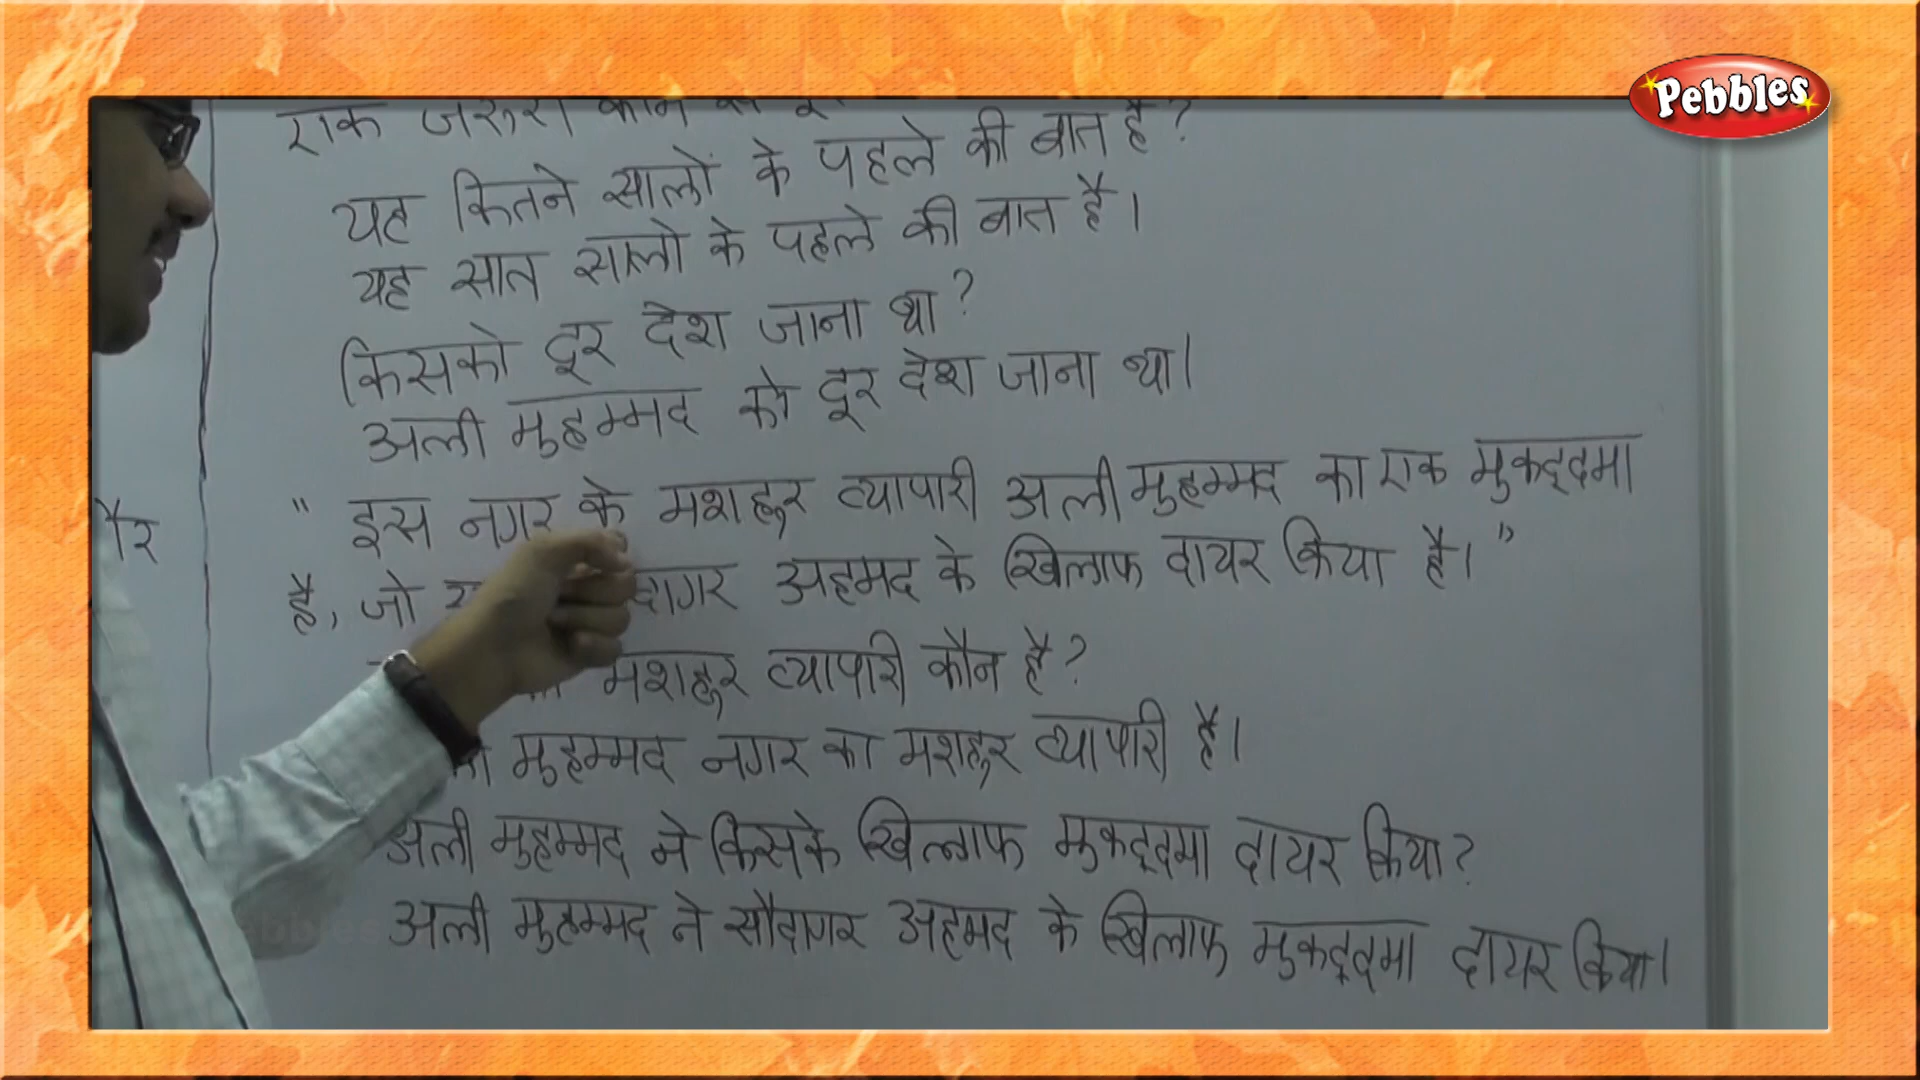 Pebbles
एक जरुरी काम से
यह कितने सालों के पहले की बात है?
यह सात सालों के पहले की बात है।
किसको दूर देश जाना था?
अली मुहम्मद को दूर देश जाना था।
" इस नगर के मशहूर व्यापारी अली मुहम्मद का एक मुकद्दमा
है, जो अहमद के खिलाफ दायर किया है।"
मशहूर व्यापारी कौन है?
मुहम्मद नगर का मशहूर व्यापारी है।
अली मुहम्मद ने किसके खिलाफ मुकद्दमा दायर किया?
अली मुहम्मद ने सौदागर अहमद के खिलाफ मुकद्दमा दायर किया।